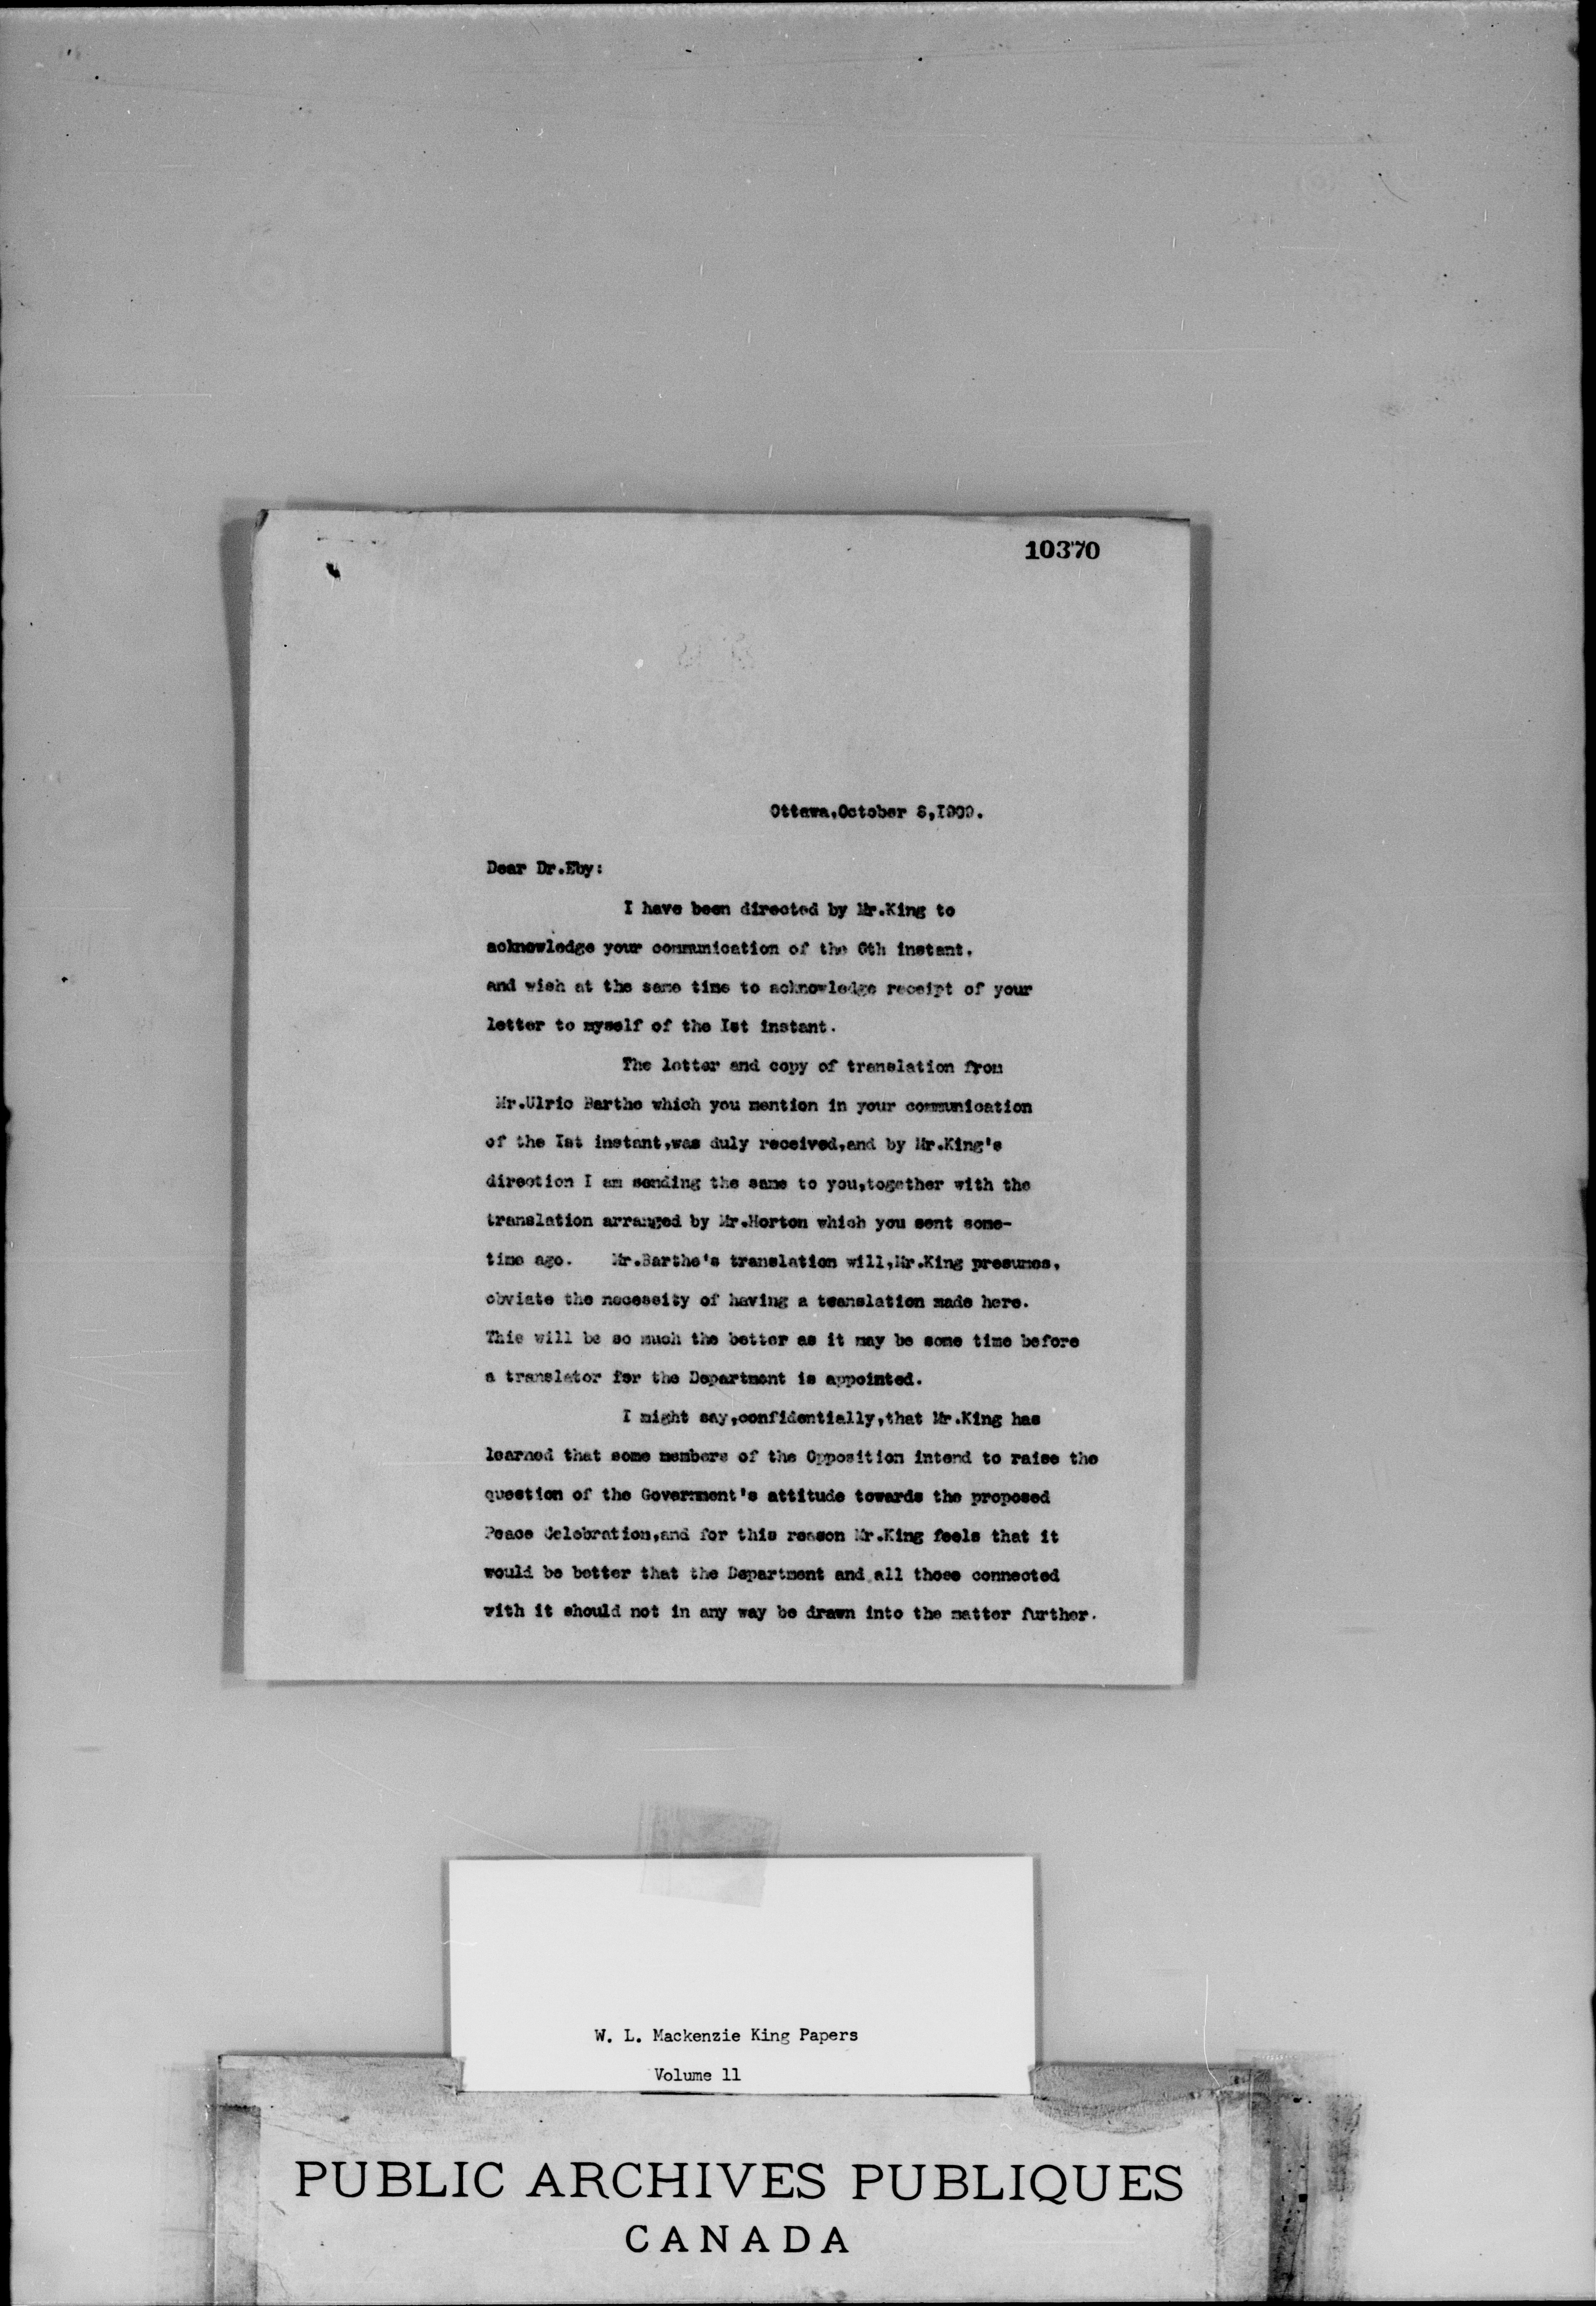 10370
Ottawa,October 8,I909.
Dear Dr.Eby:
I have been directed by Mr.King to
acknowledge your communication of the 6th instant,
and wish at the same time to acknowledge receipt of your
letter to myself of the Ist instant.
The letter and copy of translation from
Mr.Ulric Barthe which you mention in your communication
of the Ist instant,was duly received,and by Mr.King's
direction I am sending the same to you,together with the
translation arranged by Mr.Horton which you sent some-
time ago. Mr.Barthe's translation will,Mr.King presumes,
obviate the necessity of having a teanslation made here.
This will be so much the better as it may be some time before
a translator for the Department is appointed.
I might say,confidentially,that Mr.King has
learned that some members of the Opposition intend to raise the
question of the Government's attitude towards the proposed
Peace Celebration,and for this reason Mr.King feels that it
would be better that the Department and all those connected
with it should not in any way be drawn into the matter further.
W. L. Mackenzie King Papers
Volume 11
PUBLIC ARCHIVES PUBLIQUES
CANADA